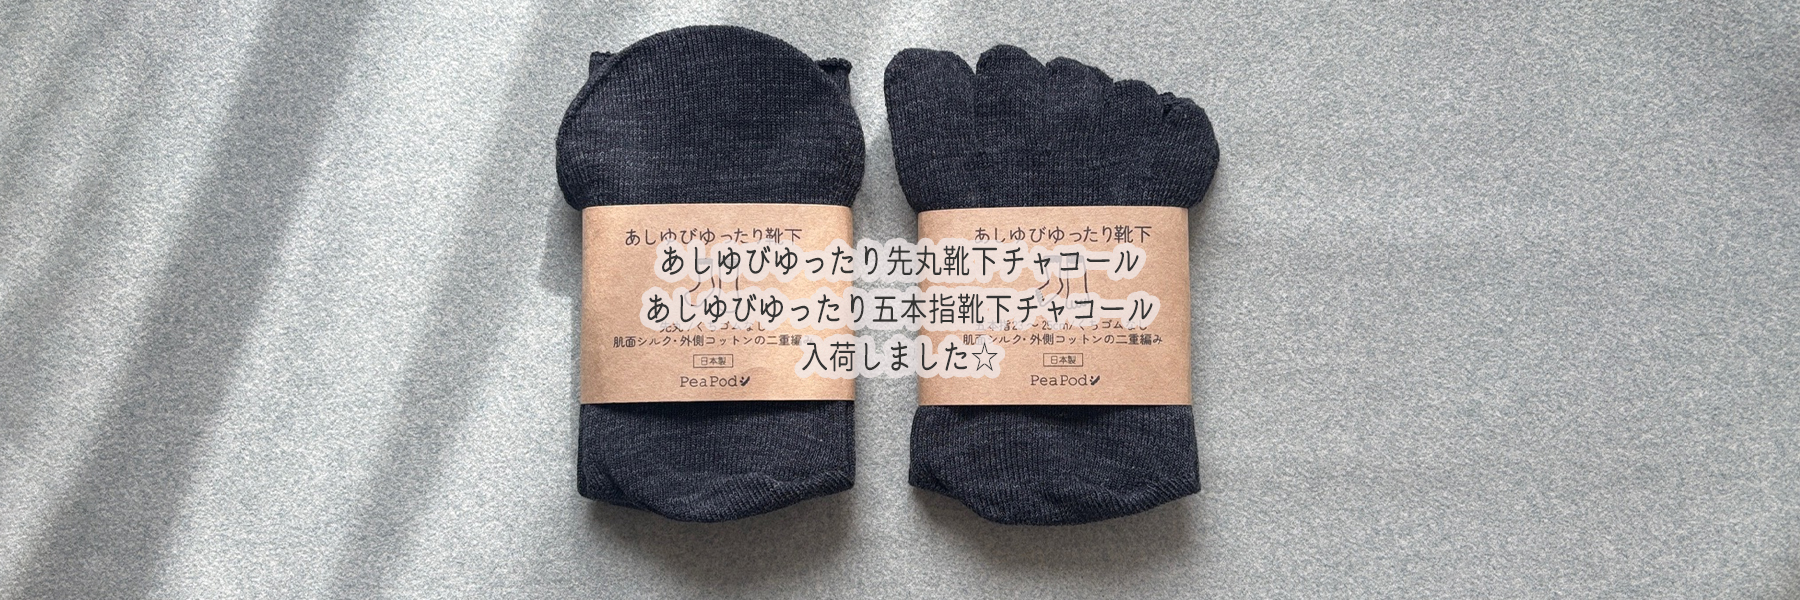 あしゆびゆったり靴下
あしゆびゆったり靴下
あしゆびゆったり先丸靴下チャコール
あしゆびゆったり五本指靴下チャコール
入荷しました☆
肌面シルク・外側コットンの二重編み
日本製
PeaPod
肌面シルク・外側コットンの二重編み
日本製
PeaPod